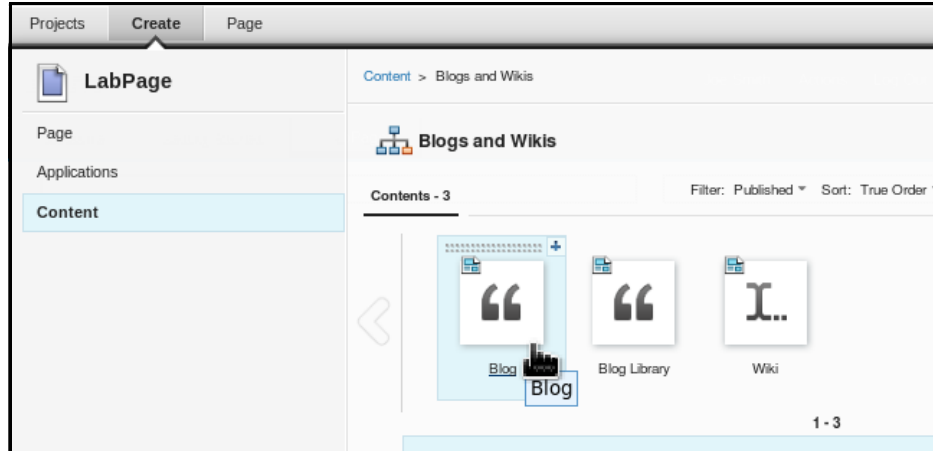 Projects Create Page
LabPage
Page
Applications
Content
Content > Blogs and Wikis
Blogs and Wikis
Contents - 3 Filter: Published Sort: True Order
Blog Blog Library Wiki
Blog
1 - 3